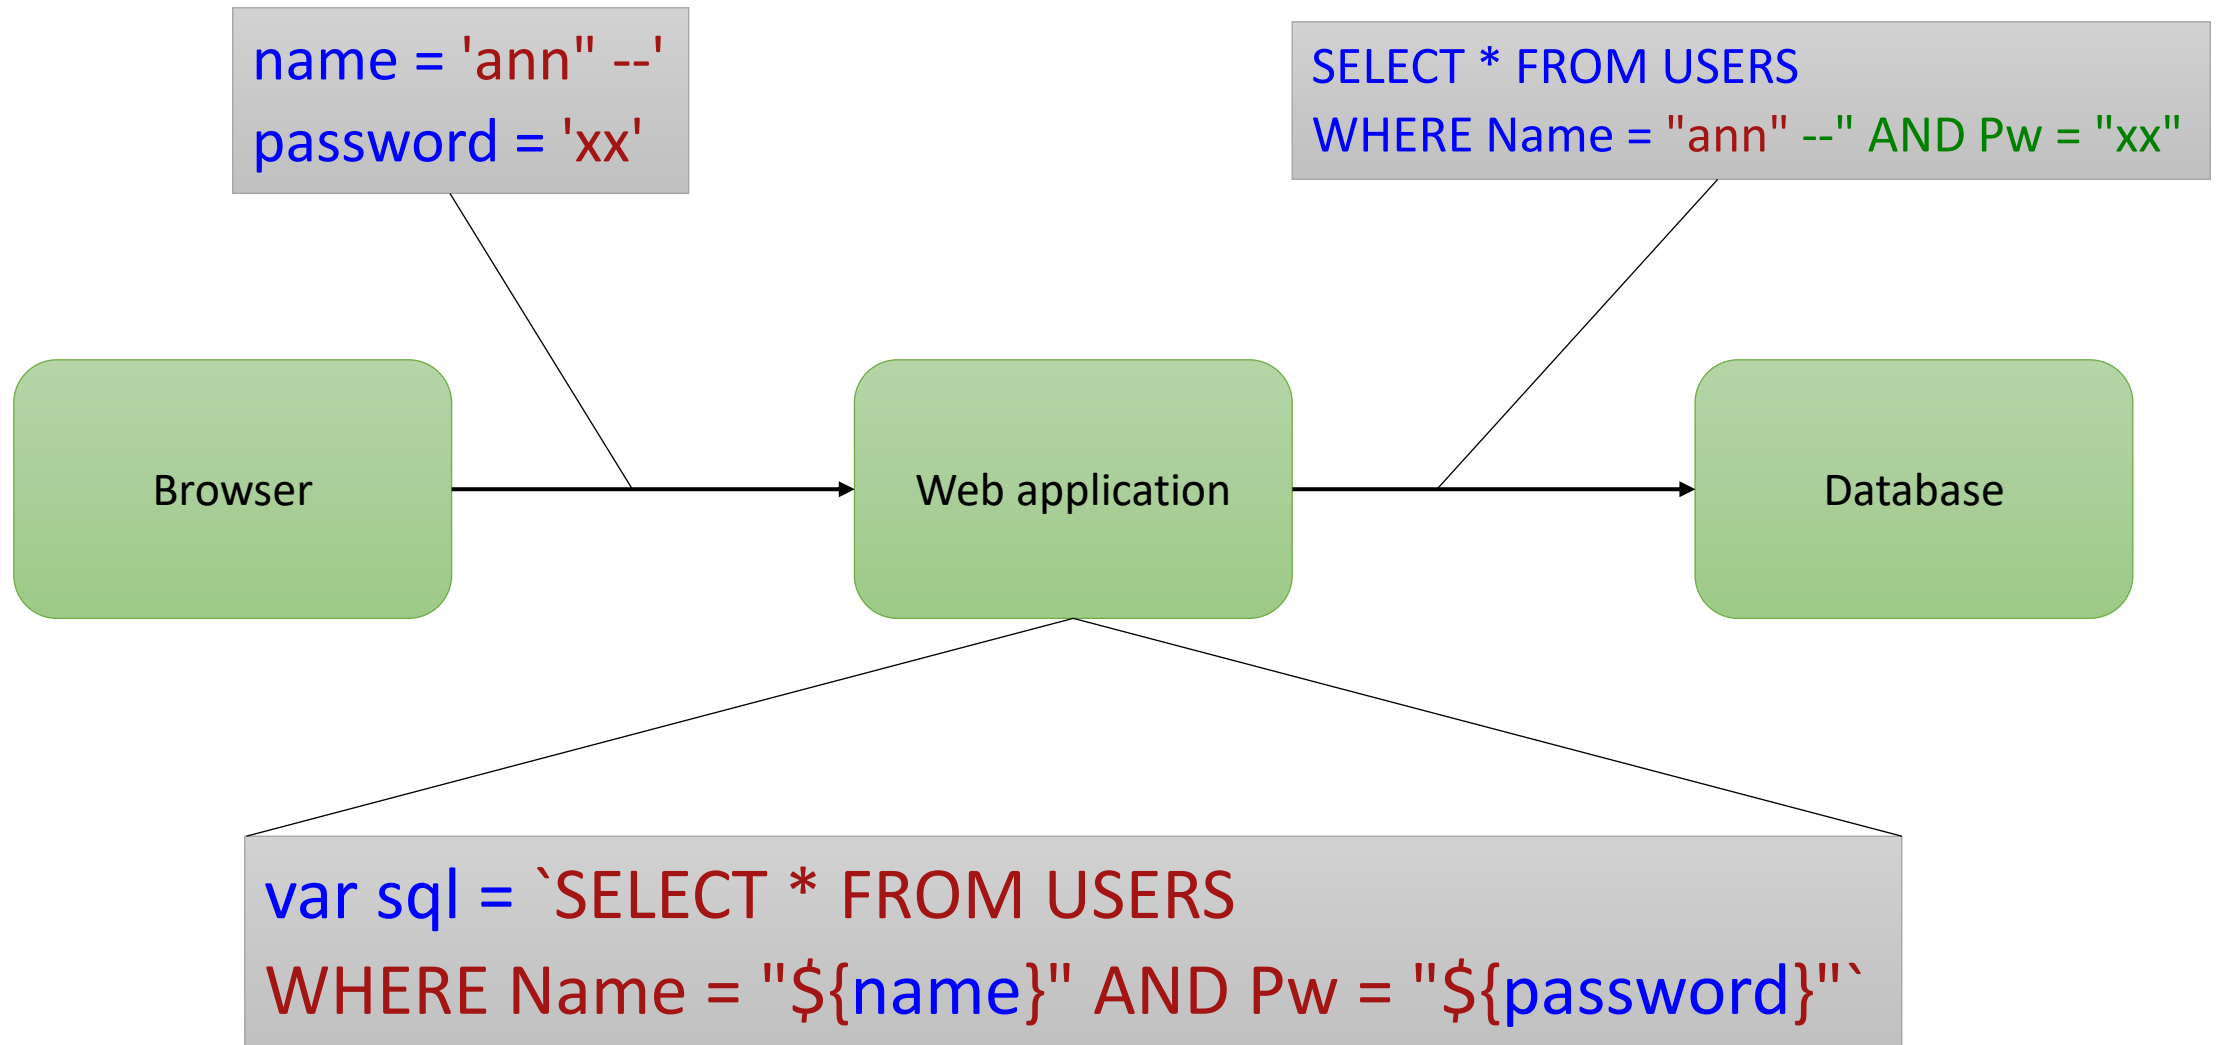 name = 'ann" --'
password = 'xx'
SELECT * FROM USERS
WHERE Name = "ann" --" AND Pw = "xx"
Browser
Web application
Database
var sql = `SELECT * FROM USERS
WHERE Name = "${name}" AND Pw = "${password}"`